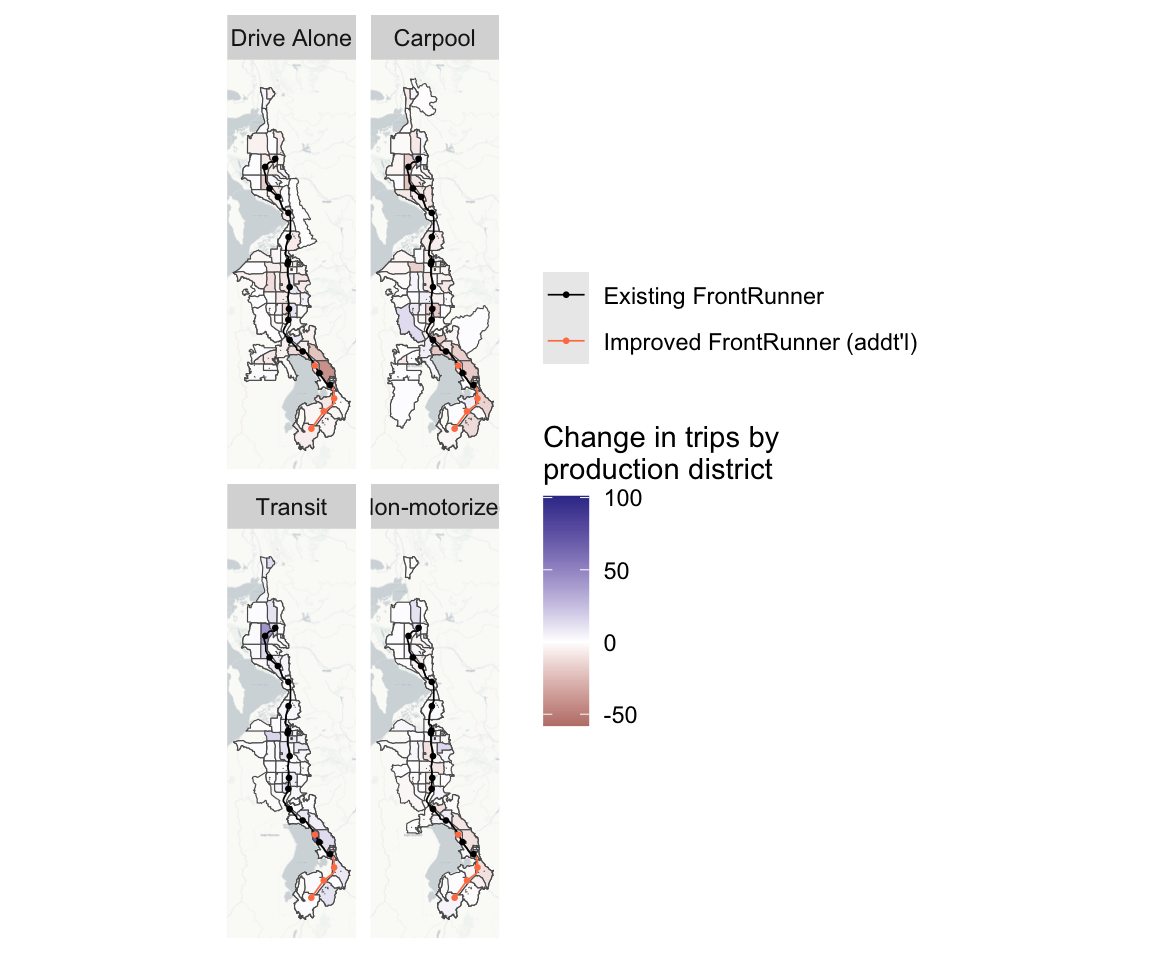 Drive Alone
Carpool
Existing FrontRunner
Improved FrontRunner (addt'l)
Change in trips by
production district
100
50
0
-50
Transit
lon-motorize